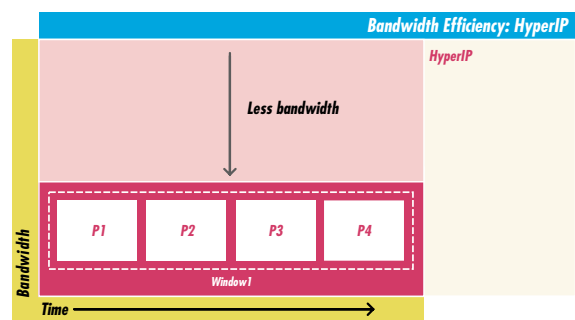 Bandwidth Efficiency: HyperIP
HyperIP
Less bandwidth
P1 P2 P3 P4
Window1
Bandwidth
Time